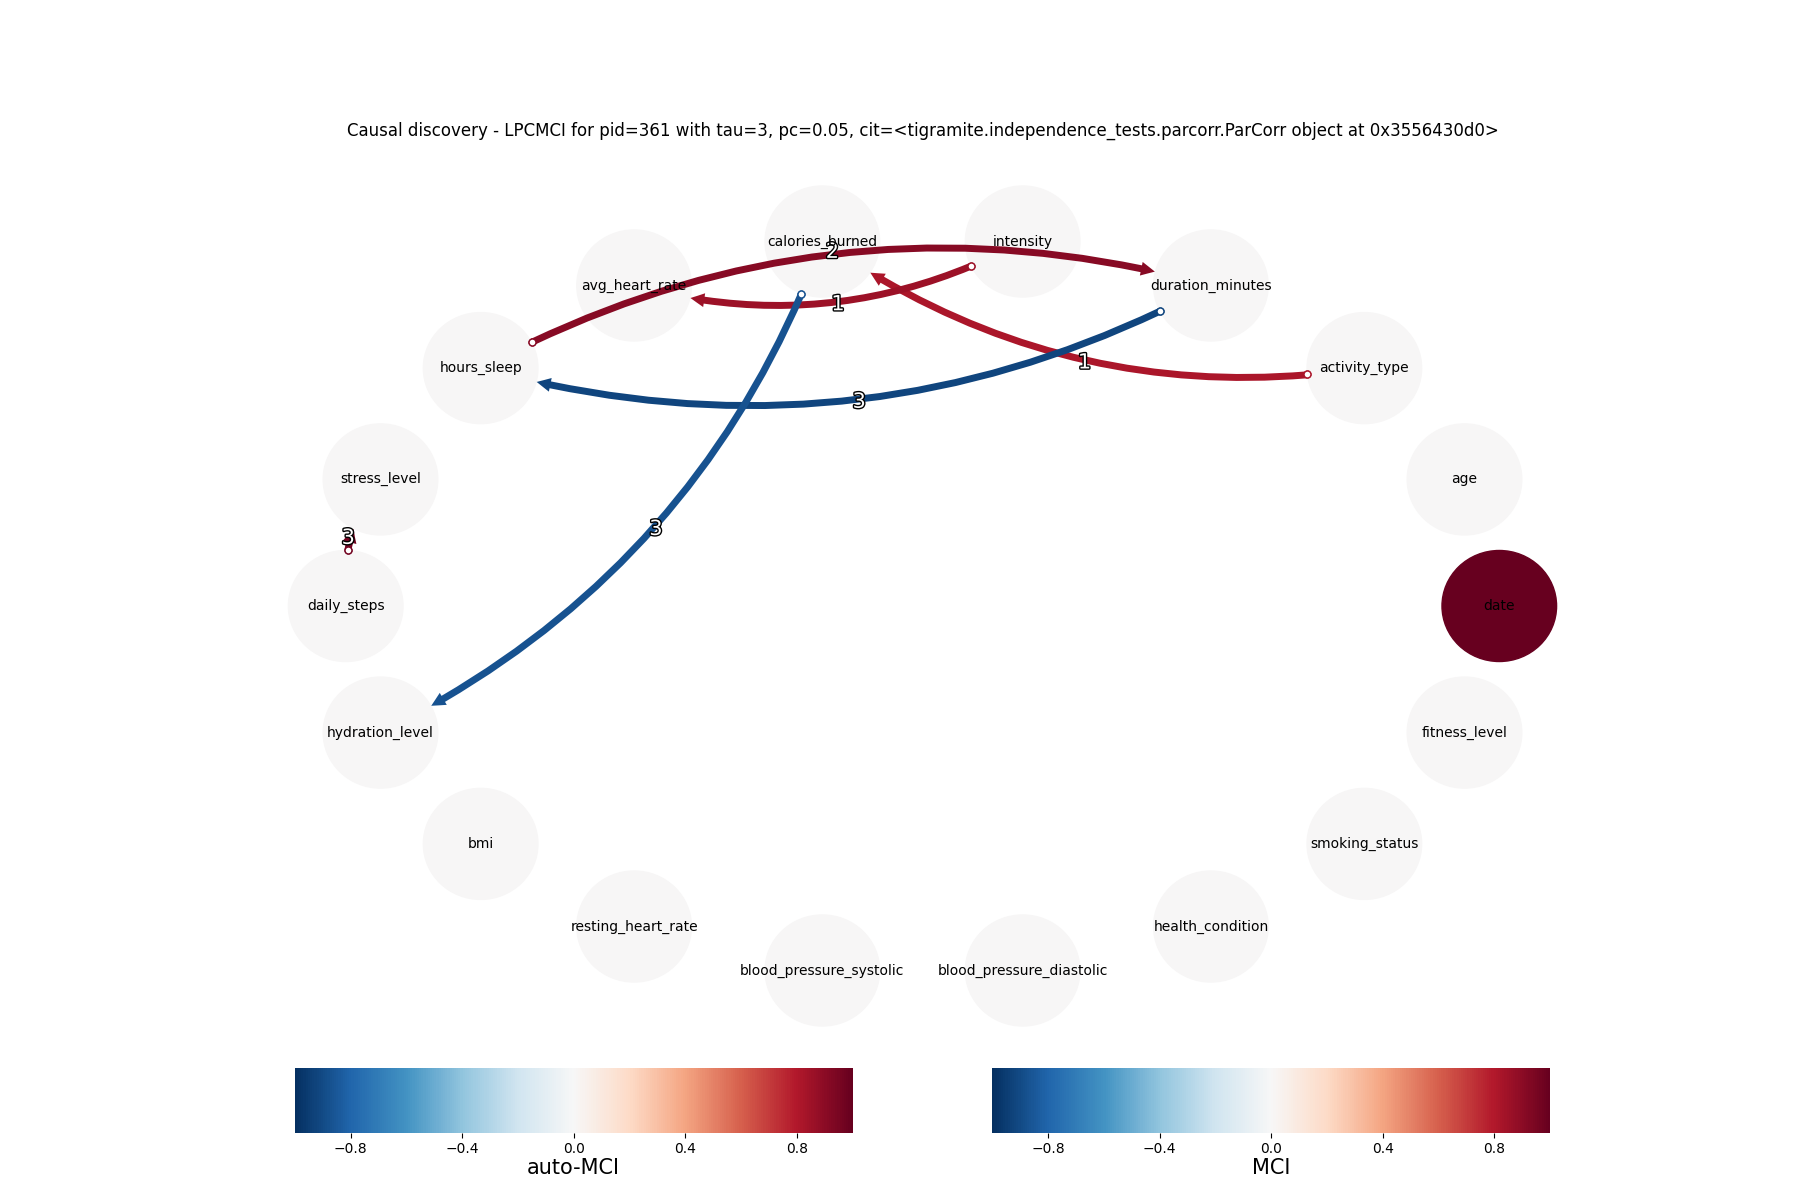 Causal discovery - LPCMCI for pid=361 with tau=3, pc=0.05, cit=<tigramite.independence_tests.parcorr.ParCorr object at 0x3556430d0>
calories_burned
intensity
2
avg_heart_rate
duration_minutes
1
1
hours_sleep
activity_type
3
stress_level
age
3
3
daily_steps
date
hydration_level
fitness_level
bmi
smoking_status
resting_heart_rate
health_condition
blood_pressure_systolic
blood_pressure_diastolic
−0.8 −0.4 0.0 0.4 0.8
auto-MCI
−0.8 −0.4 0.0 0.4 0.8
MCI